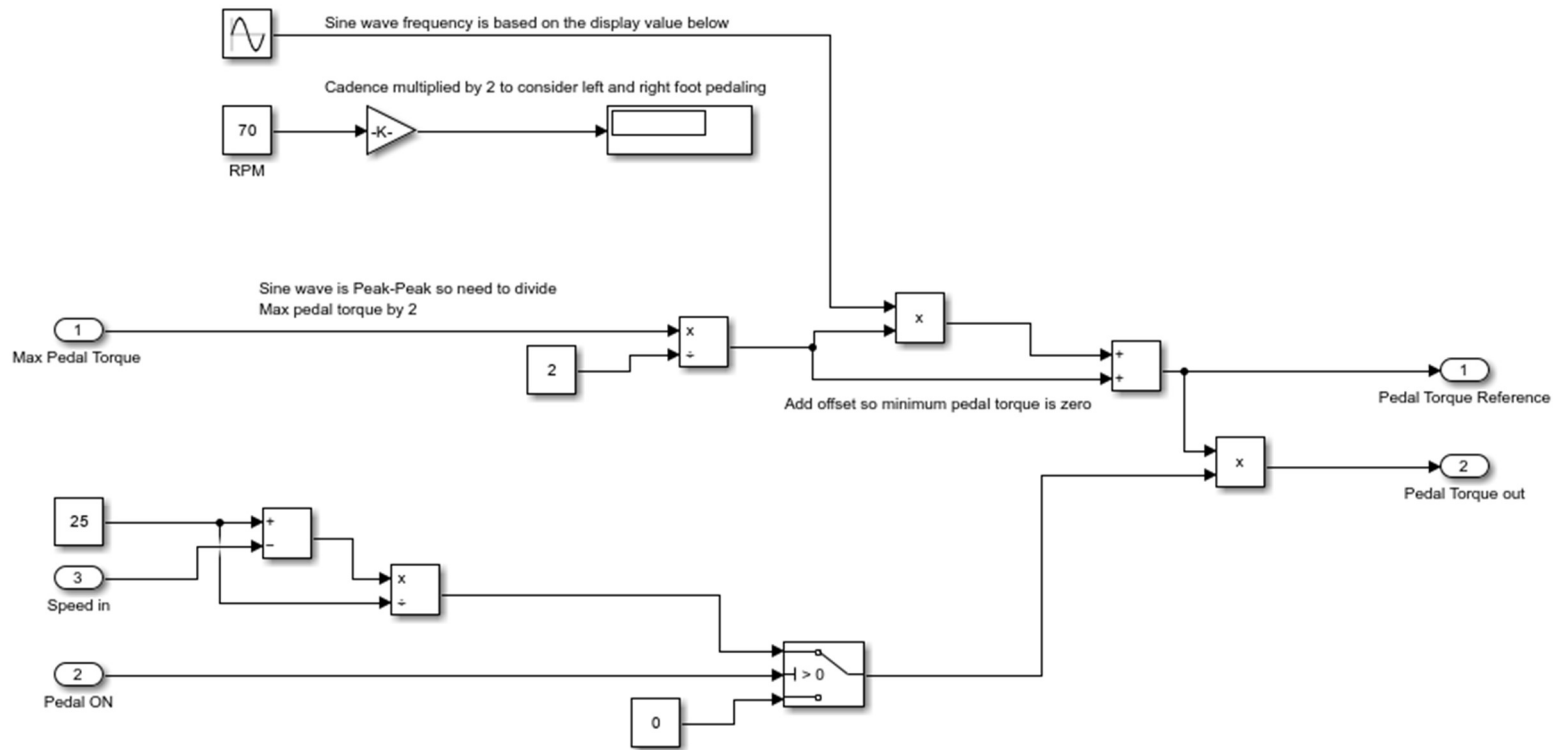 Sine wave frequency is based on the display value below
Cadence multiplied by 2 to consider left and right foot pedaling
70
-K-
RPM
Sine wave is Peak-Peak so need to divide
Max pedal torque by 2
1
Max Pedal Torque
x
÷
2
x
+
+
Add offset so minimum pedal torque is zero
1
Pedal Torque Reference
x
2
Pedal Torque out
25
+
−
3
Speed in
x
÷
2
Pedal ON
> 0
0